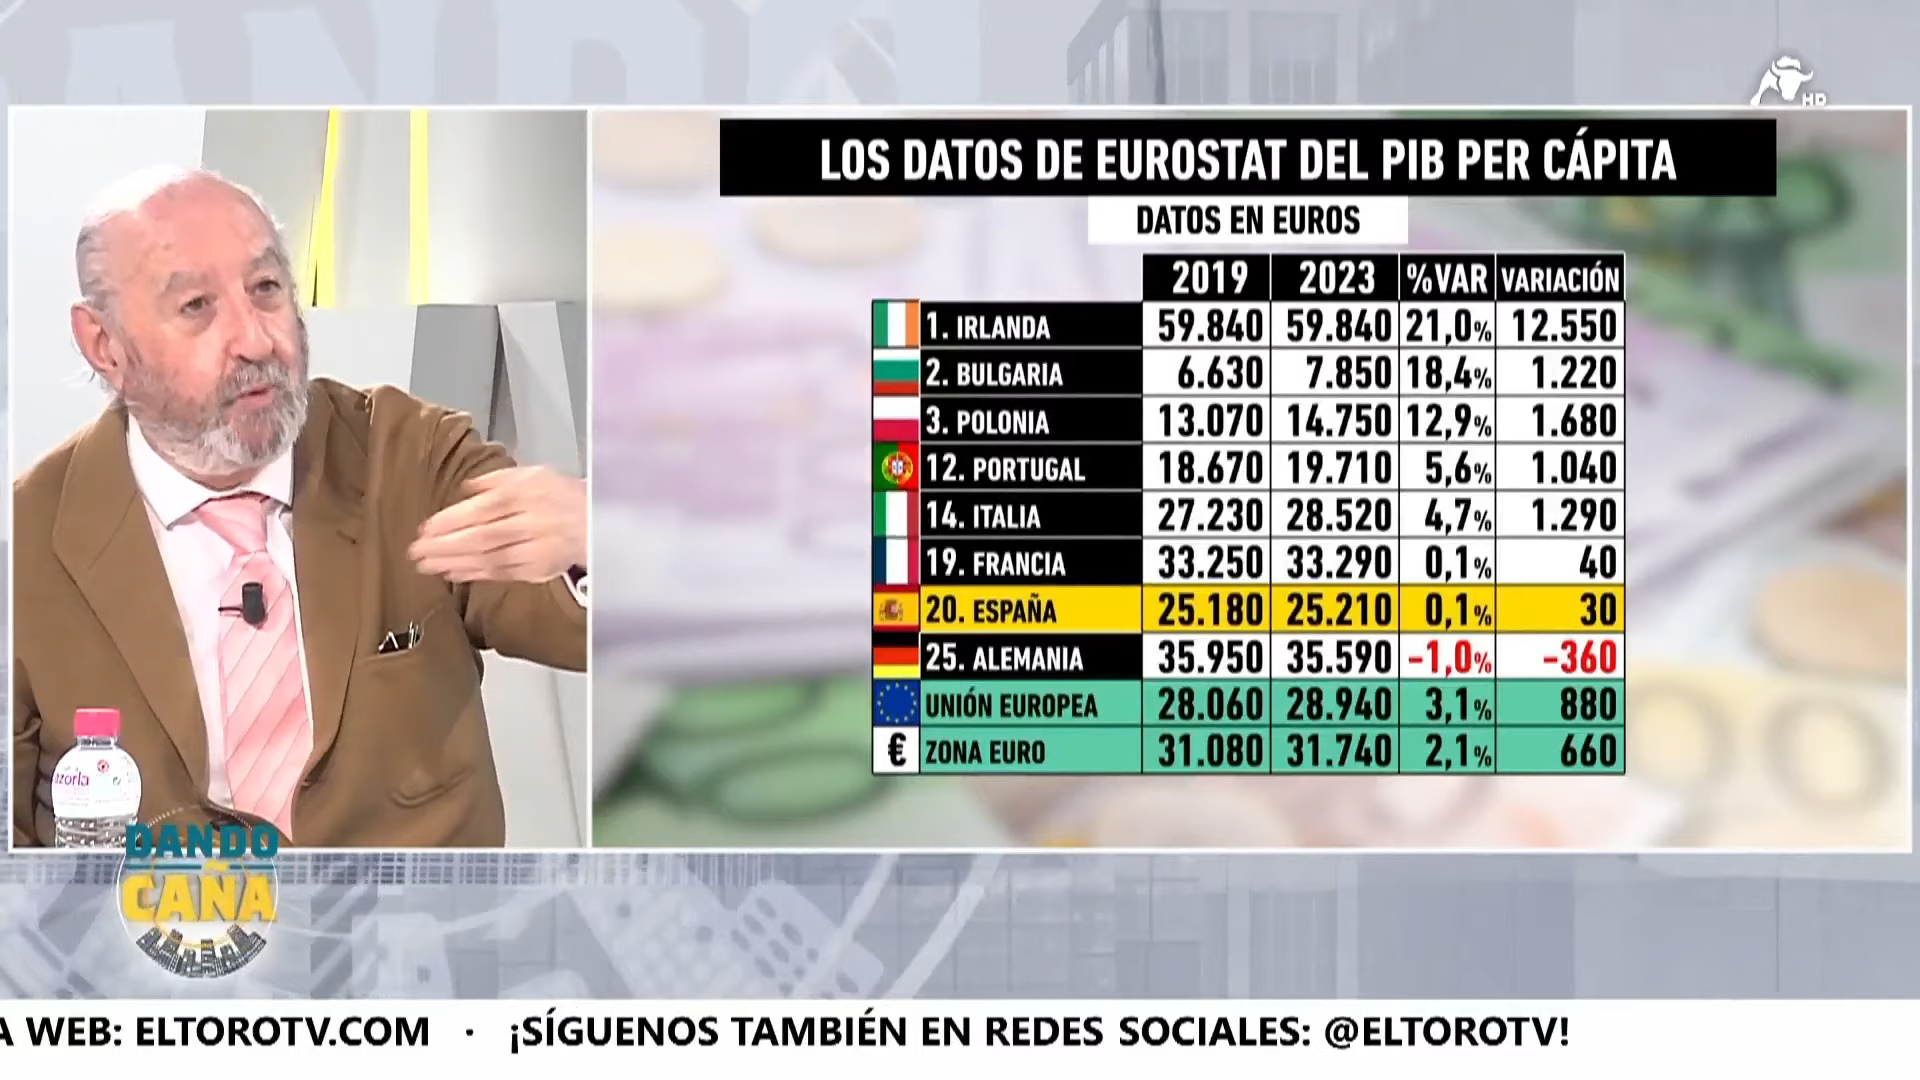 HD
LOS DATOS DE EUROSTAT DEL PIB PER CÁPITA
DATOS EN EUROS
2019 2023 %VAR VARIACIÓN
1. IRLANDA 59.840 59.840 21,0% 12.550
2. BULGARIA 6.630 7.850 18,4% 1.220
3. POLONIA 13.070 14.750 12,9% 1.680
12. PORTUGAL 18.670 19.710 5,6% 1.040
14. ITALIA 27.230 28.520 4,7% 1.290
19. FRANCIA 33.250 33.290 0,1% 40
20. ESPAÑA 25.180 25.210 0,1% 30
25. ALEMANIA 35.950 35.590 -1,0% -360
UNIÓN EUROPEA 28.060 28.940 3,1% 880
€ ZONA EURO 31.080 31.740 2,1% 660
DANDO
CAÑA
A WEB: ELTOROTV.COM · ¡SÍGUENOS TAMBIÉN EN REDES SOCIALES: @ELTOROTV!